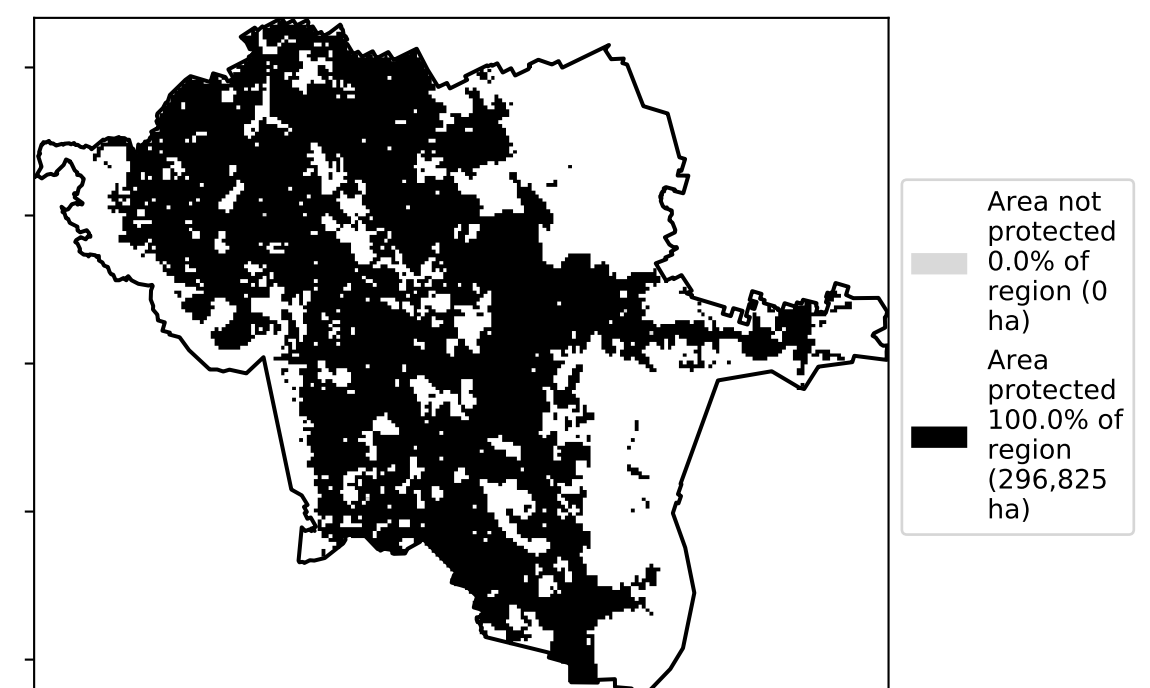 Area not
protected
0.0% of
region (0
ha)
Area
protected
100.0% of
region
(296,825
ha)